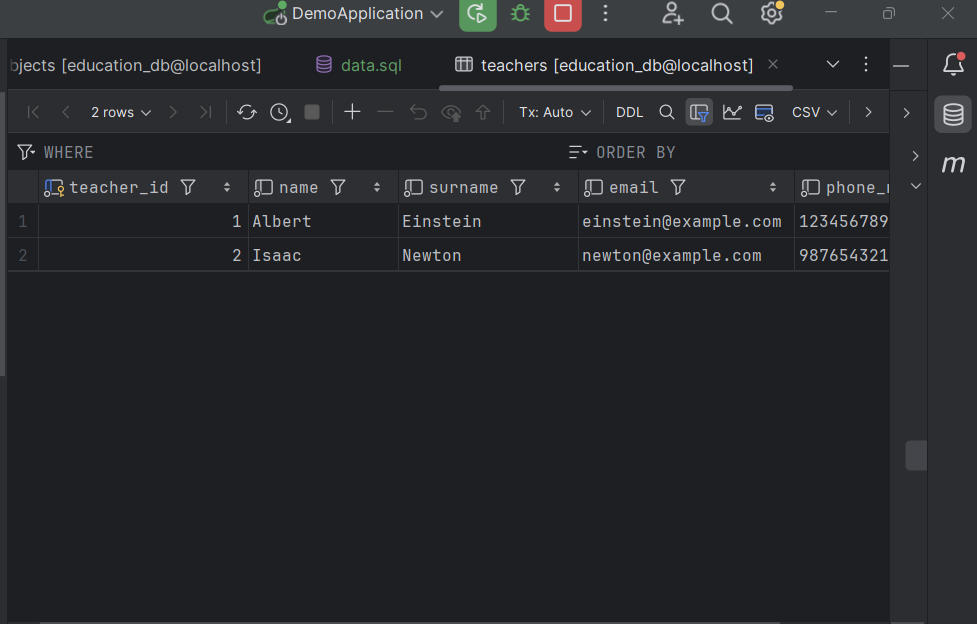 DemoApplication
bjects [education_db@localhost] data.sql teachers [education_db@localhost]
2 rows Tx: Auto DDL CSV
WHERE ORDER BY
teacher_id name surname email phone_
1 1 Albert Einstein einstein@example.com 123456789
2 2 Isaac Newton newton@example.com 987654321
m